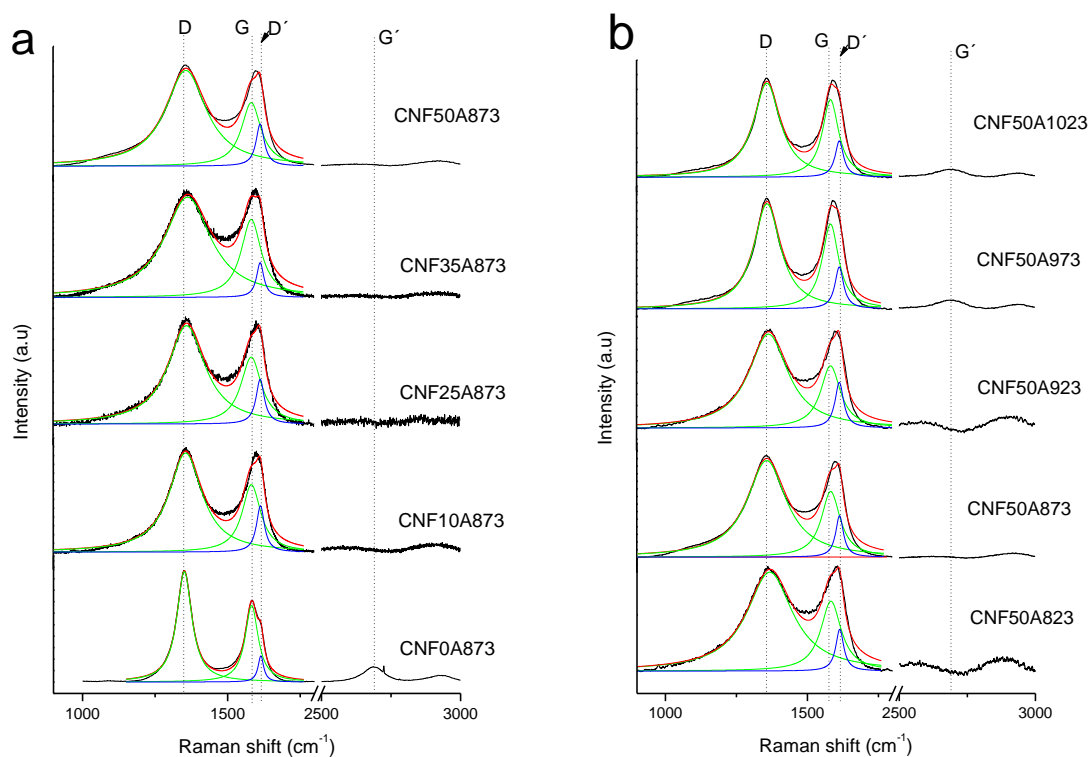 a
D
G
D´
G´
CNF50A873
CNF35A873
CNF25A873
CNF10A873
CNF0A873
Intensity (a.u)
1000
1500
2500
3000
Raman shift (cm⁻¹)
b
D
G
D´
G´
CNF50A1023
CNF50A973
CNF50A923
CNF50A873
CNF50A823
Intensity (a.u)
1000
1500
2500
3000
Raman shift (cm⁻¹)